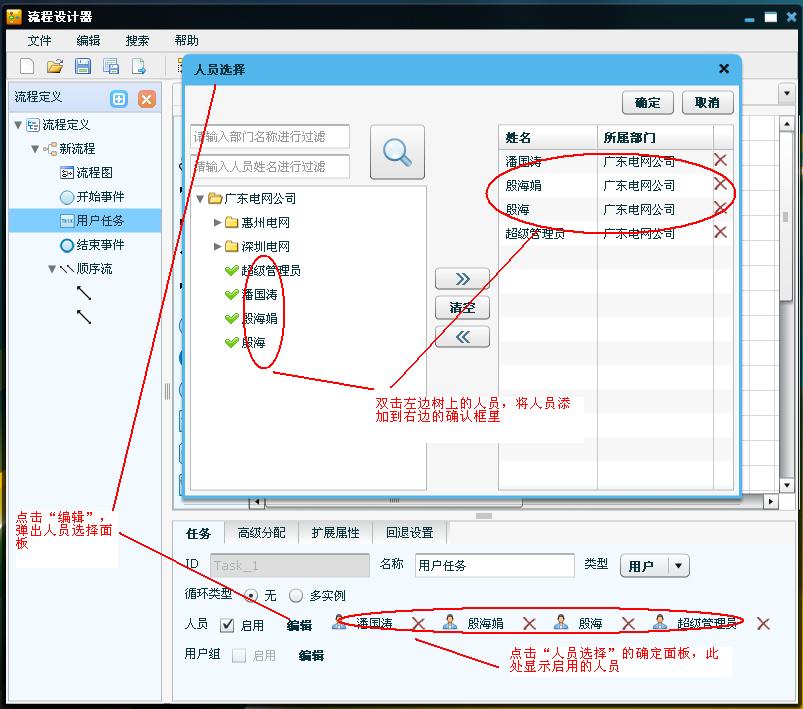 流程设计器
文件 编辑 搜索 帮助
流程定义
流程定义
新流程
流程图
开始事件
用户任务
结束事件
顺序流
人员选择
确定 取消
请输入部门名称进行过滤
请输入人员姓名进行过滤
广东电网公司
惠州电网
深圳电网
超级管理员
潘国涛
殷海娟
殷海
清空
姓名 所属部门
潘国涛 广东电网公司
殷海娟 广东电网公司
殷海 广东电网公司
超级管理员 广东电网公司
双击左边树上的人员，将人员添
加到右边的确认框里
点击“编辑”，
弹出人员选择面
板
任务 高级分配 扩展属性 回退设置
ID Task_1 名称 用户任务 类型 用户
循环类型 无 多实例
人员 启用 编辑 潘国涛 殷海娟 殷海 超级管理员
用户组 启用 编辑
点击“人员选择”的确定面板，此
处显示启用的人员